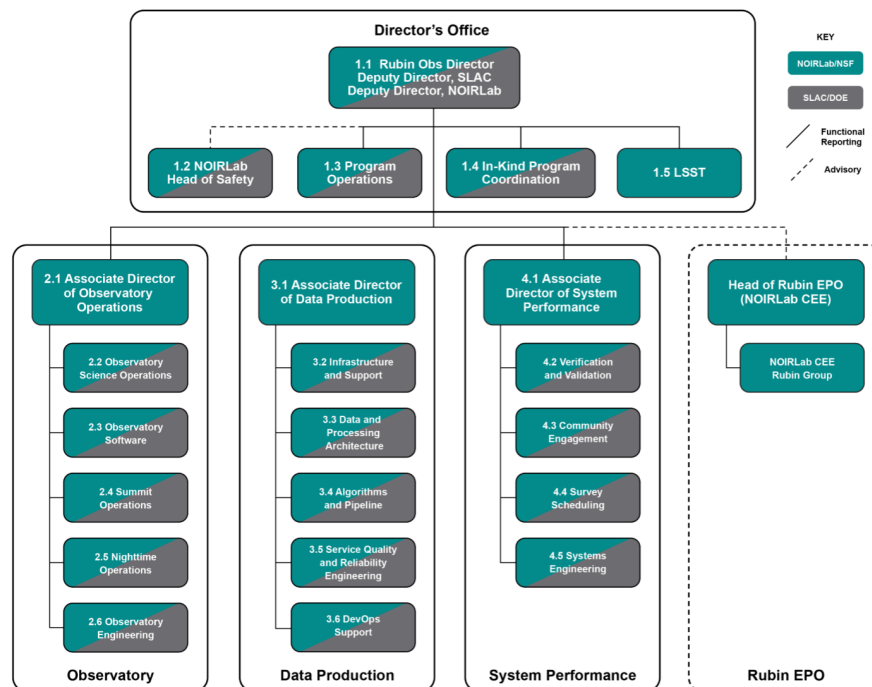 Director's Office
1.1 Rubin Obs Director
Deputy Director, SLAC
Deputy Director, NOIRLab
1.2 NOIRLab
Head of Safety
1.3 Program
Operations
1.4 In-Kind Program
Coordination
1.5 LSST
KEY
NOIRLab/NSF
SLAC/DOE
Functional
Reporting
Advisory
2.1 Associate Director
of Observatory
Operations
2.2 Observatory
Science Operations
2.3 Observatory
Software
2.4 Summit
Operations
2.5 Nighttime
Operations
2.6 Observatory
Engineering
Observatory
3.1 Associate Director
of Data Production
3.2 Infrastructure
and Support
3.3 Data and
Processing
Architecture
3.4 Algorithms
and Pipeline
3.5 Service Quality
and Reliability
Engineering
3.6 DevOps
Support
Data Production
4.1 Associate
Director of System
Performance
4.2 Verification
and Validation
4.3 Community
Engagement
4.4 Survey
Scheduling
4.5 Systems
Engineering
System Performance
Head of Rubin EPO
(NOIRLab CEE)
NOIRLab CEE
Rubin Group
Rubin EPO